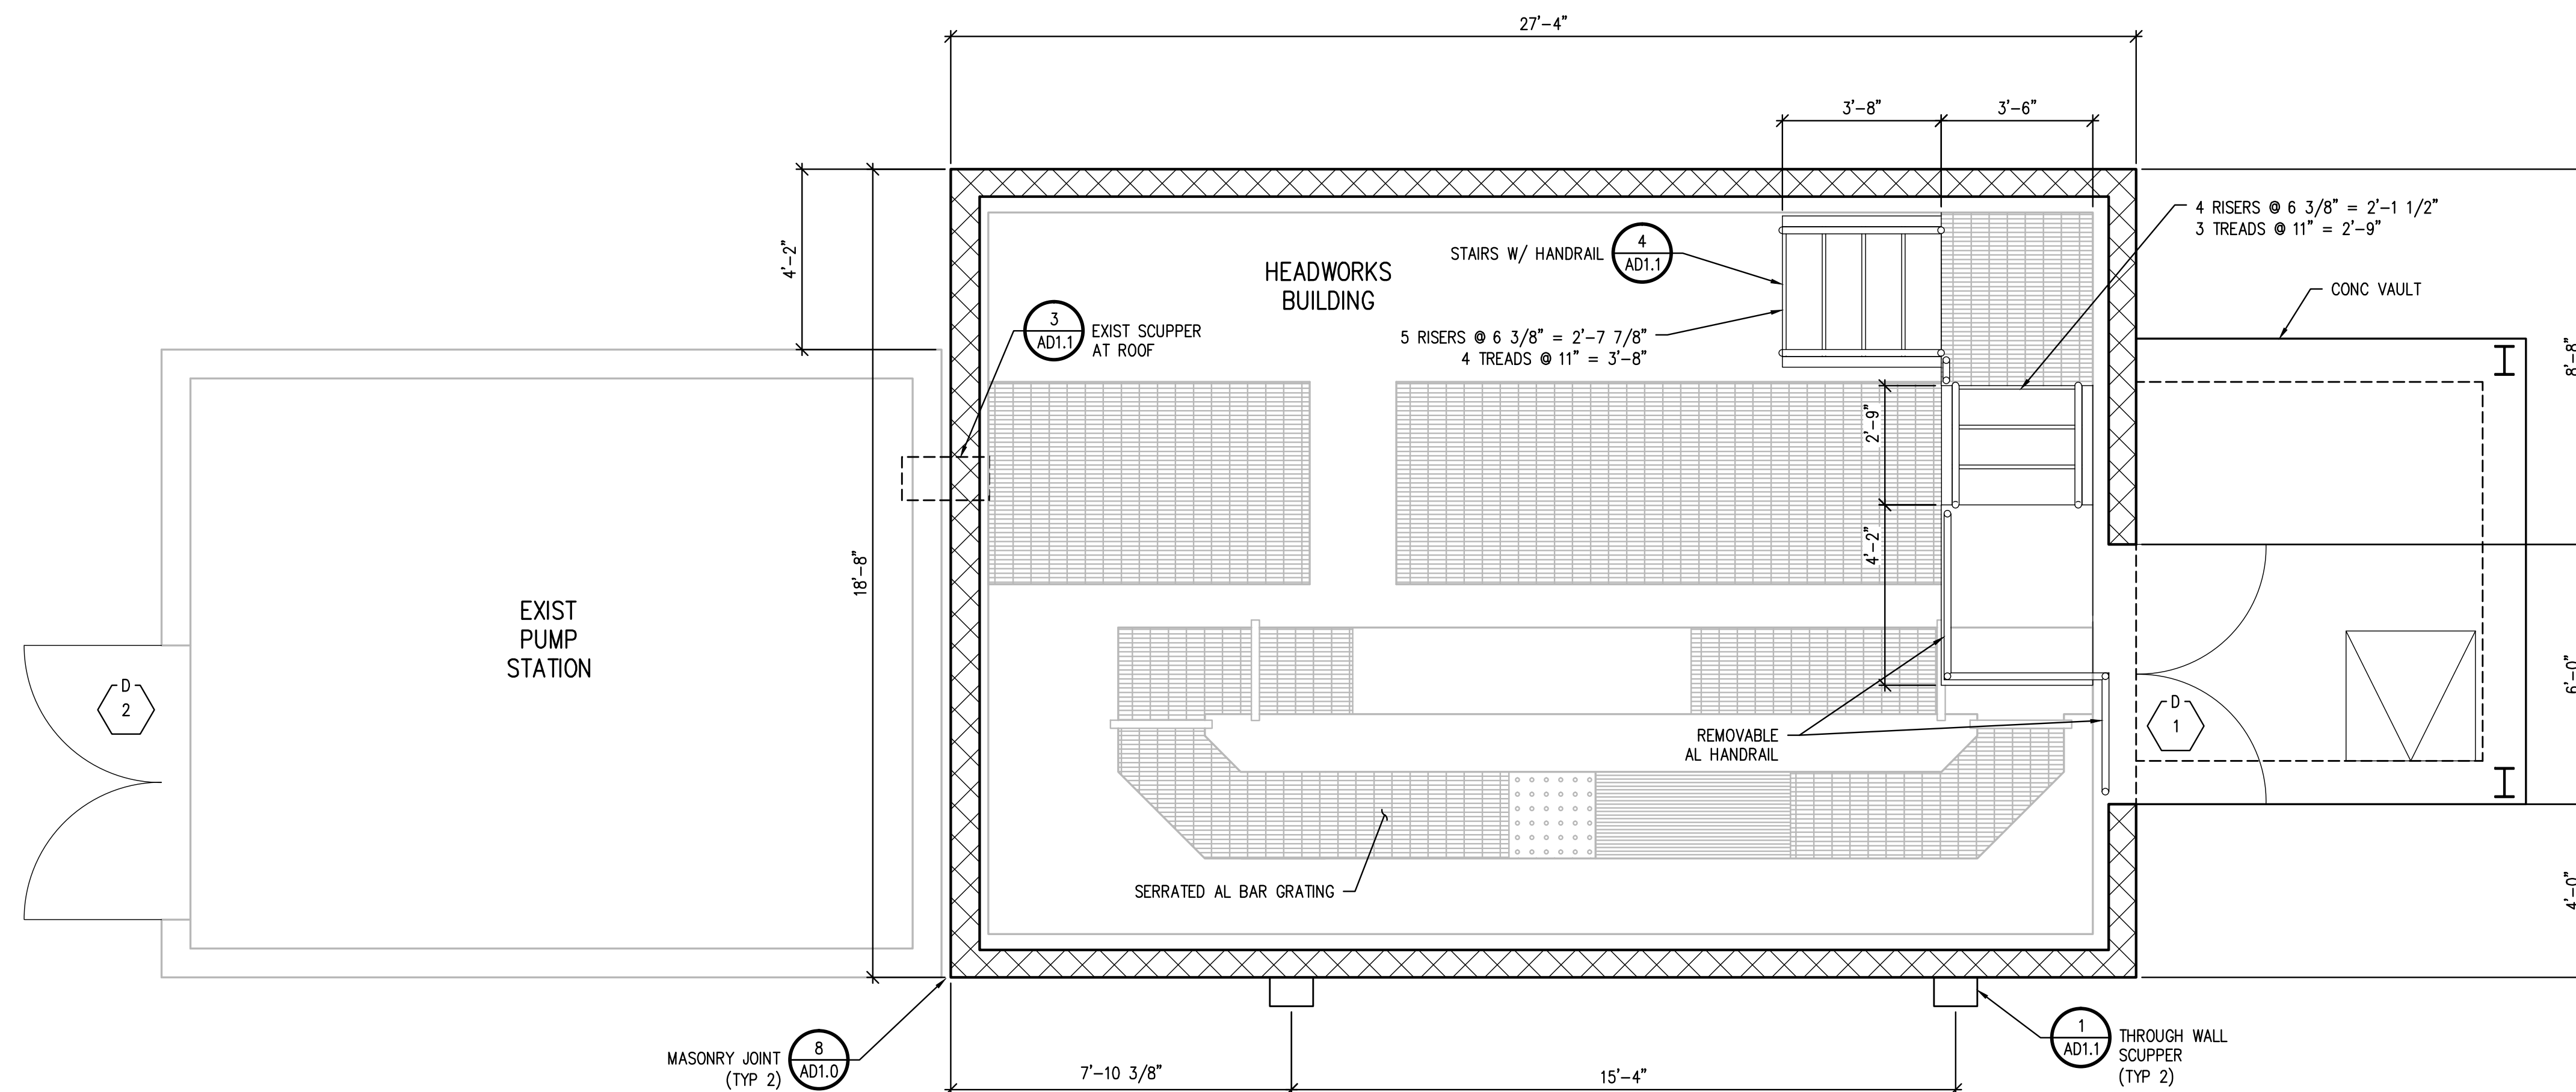 27'-4"
3'-8"
3'-6"
4 RISERS @ 6 3/8" = 2'-1 1/2"
3 TREADS @ 11" = 2'-9"
4'-2"
STAIRS W/ HANDRAIL
4
AD1.1
HEADWORKS
BUILDING
CONC VAULT
3
AD1.1
EXIST SCUPPER
AT ROOF
5 RISERS @ 6 3/8" = 2'-7 7/8"
4 TREADS @ 11" = 3'-8"
8'-8"
2'-9"
4'-2"
18'-8"
EXIST
PUMP
STATION
D
2
6'-0"
D
1
REMOVABLE
AL HANDRAIL
SERRATED AL BAR GRATING
4'-0"
MASONRY JOINT
(TYP 2)
8
AD1.0
1
AD1.1
THROUGH WALL
SCUPPER
(TYP 2)
7'-10 3/8"
15'-4"